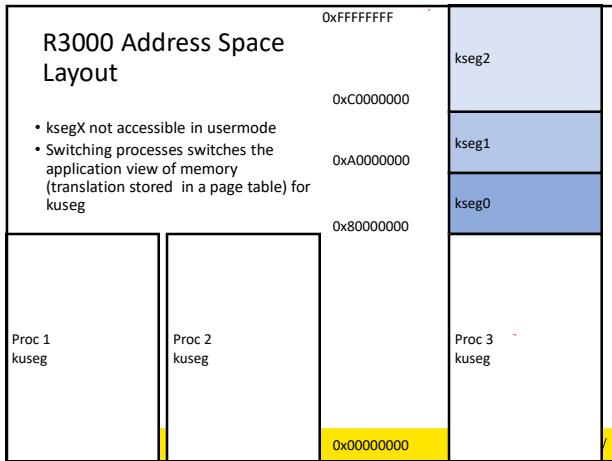 R3000 Address Space
Layout
• ksegX not accessible in usermode
• Switching processes switches the
application view of memory
(translation stored in a page table) for
kuseg
0xFFFFFFFF
0xC0000000
0xA0000000
0x80000000
0x00000000
kseg2
kseg1
kseg0
Proc 1
kuseg
Proc 2
kuseg
Proc 3
kuseg